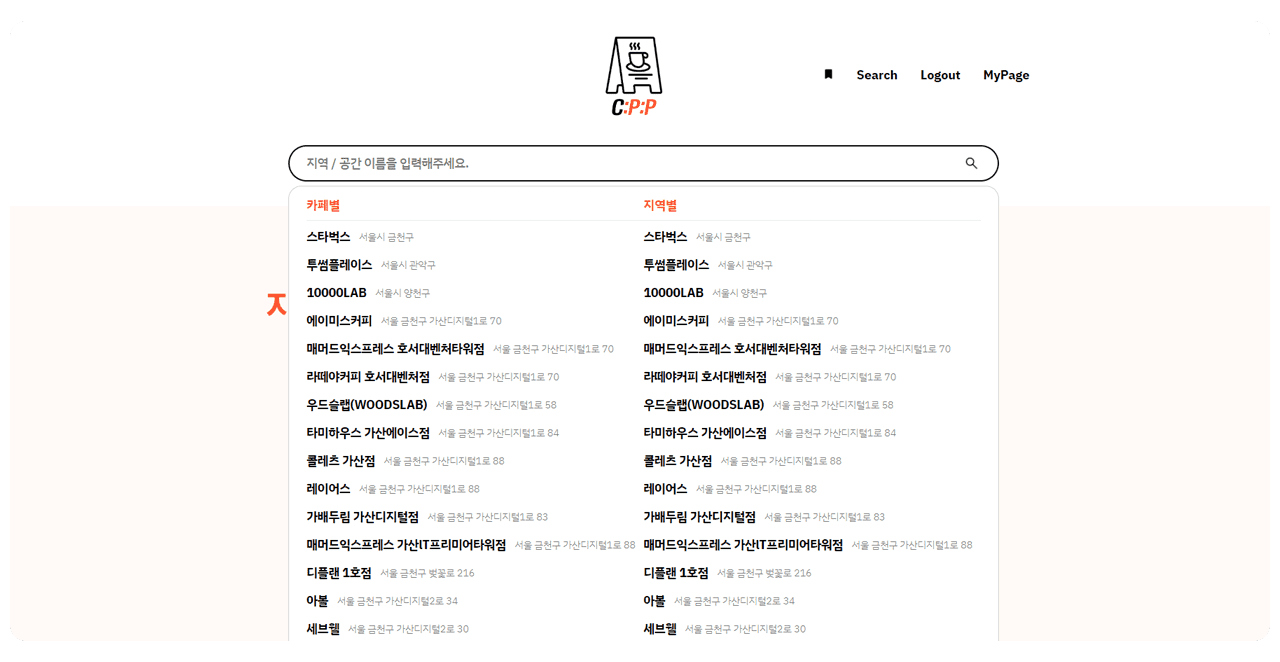 C:P:P
Search Logout MyPage
지역 / 공간 이름을 입력해주세요.
카페별
스타벅스 서울시 금천구
투썸플레이스 서울시 관악구
10000LAB 서울시 양천구
에이미스커피 서울 금천구 가산디지털1로 70
매머드익스프레스 호서대벤처타워점 서울 금천구 가산디지털1로 70
라떼야커피 호서대벤처점 서울 금천구 가산디지털1로 70
우드슬랩(WOODSLAB) 서울 금천구 가산디지털1로 58
타미하우스 가산에이스점 서울 금천구 가산디지털1로 84
콜레츠 가산점 서울 금천구 가산디지털1로 88
레이어스 서울 금천구 가산디지털1로 88
가배두림 가산디지털점 서울 금천구 가산디지털1로 83
매머드익스프레스 가산IT프리미어타워점 서울 금천구 가산디지털1로 88
디플랜 1호점 서울 금천구 벚꽃로 216
아볼 서울 금천구 가산디지털2로 34
세브웰 서울 금천구 가산디지털2로 30
지역별
스타벅스 서울시 금천구
투썸플레이스 서울시 관악구
10000LAB 서울시 양천구
에이미스커피 서울 금천구 가산디지털1로 70
매머드익스프레스 호서대벤처타워점 서울 금천구 가산디지털1로 70
라떼야커피 호서대벤처점 서울 금천구 가산디지털1로 70
우드슬랩(WOODSLAB) 서울 금천구 가산디지털1로 58
타미하우스 가산에이스점 서울 금천구 가산디지털1로 84
콜레츠 가산점 서울 금천구 가산디지털1로 88
레이어스 서울 금천구 가산디지털1로 88
가배두림 가산디지털점 서울 금천구 가산디지털1로 83
매머드익스프레스 가산IT프리미어타워점 서울 금천구 가산디지털1로 88
디플랜 1호점 서울 금천구 벚꽃로 216
아볼 서울 금천구 가산디지털2로 34
세브웰 서울 금천구 가산디지털2로 30